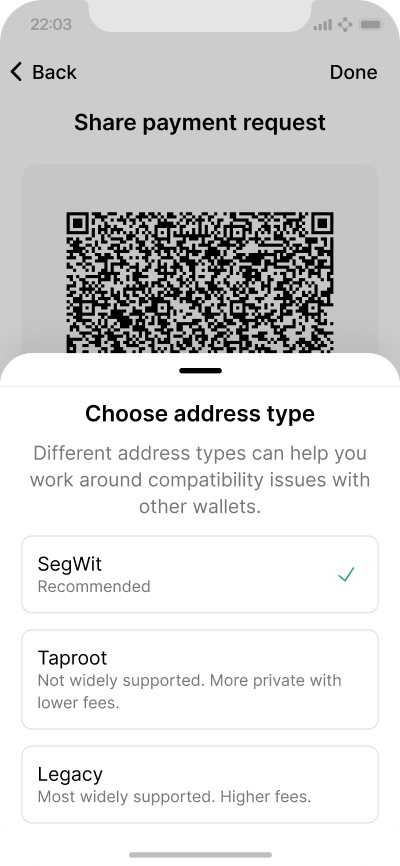 22:03
Back
Done
Share payment request
Choose address type
Different address types can help you
work around compatibility issues with
other wallets.
SegWit
Recommended
Taproot
Not widely supported. More private with
lower fees.
Legacy
Most widely supported. Higher fees.